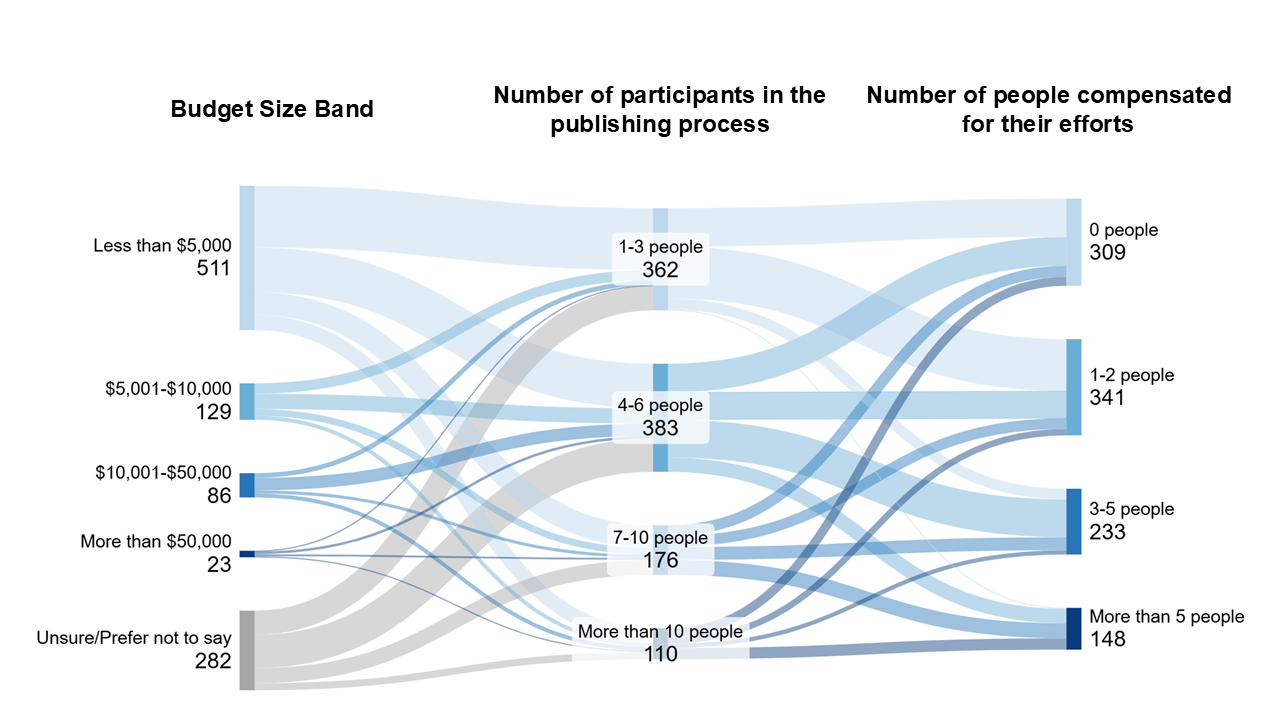 Budget Size Band
Number of participants in the
publishing process
Number of people compensated
for their efforts
Less than $5,000
511
$5,001-$10,000
129
$10,001-$50,000
86
More than $50,000
23
Unsure/Prefer not to say
282
1-3 people
362
4-6 people
383
7-10 people
176
More than 10 people
110
0 people
309
1-2 people
341
3-5 people
233
More than 5 people
148